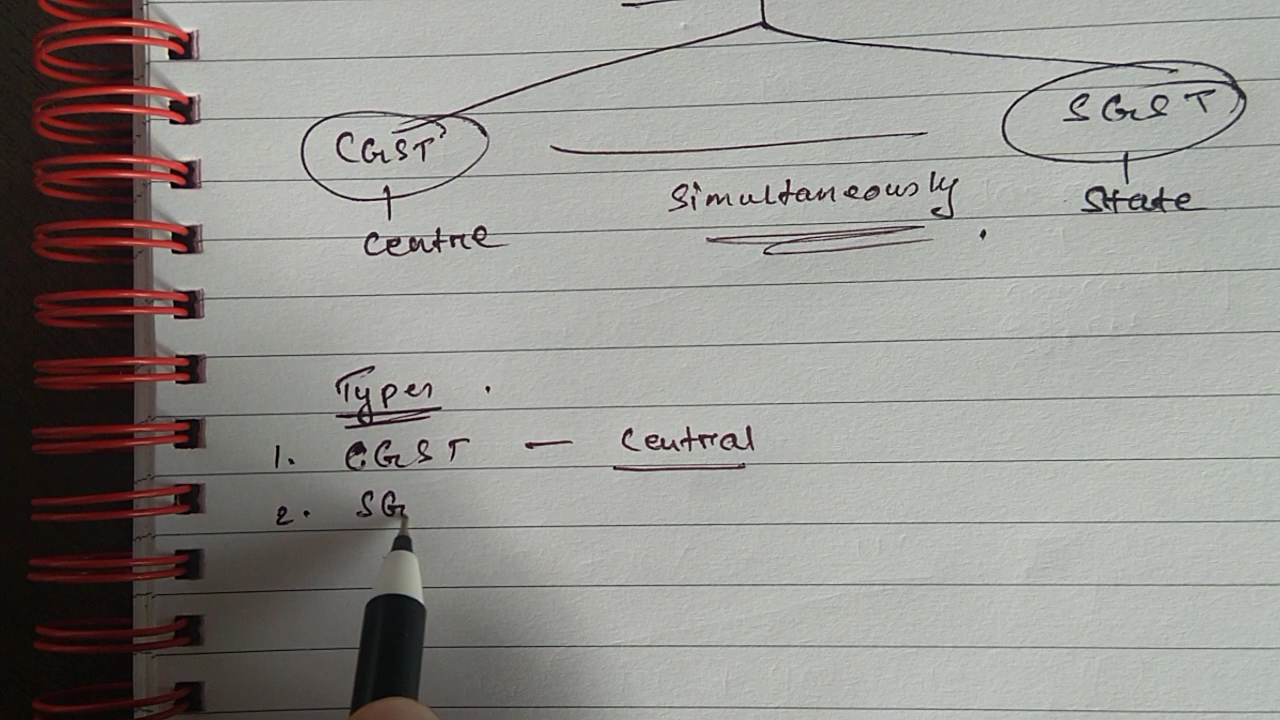 CGST SGST
Simultaneously State
Centre
Types
1. CGST - Central
2. SG